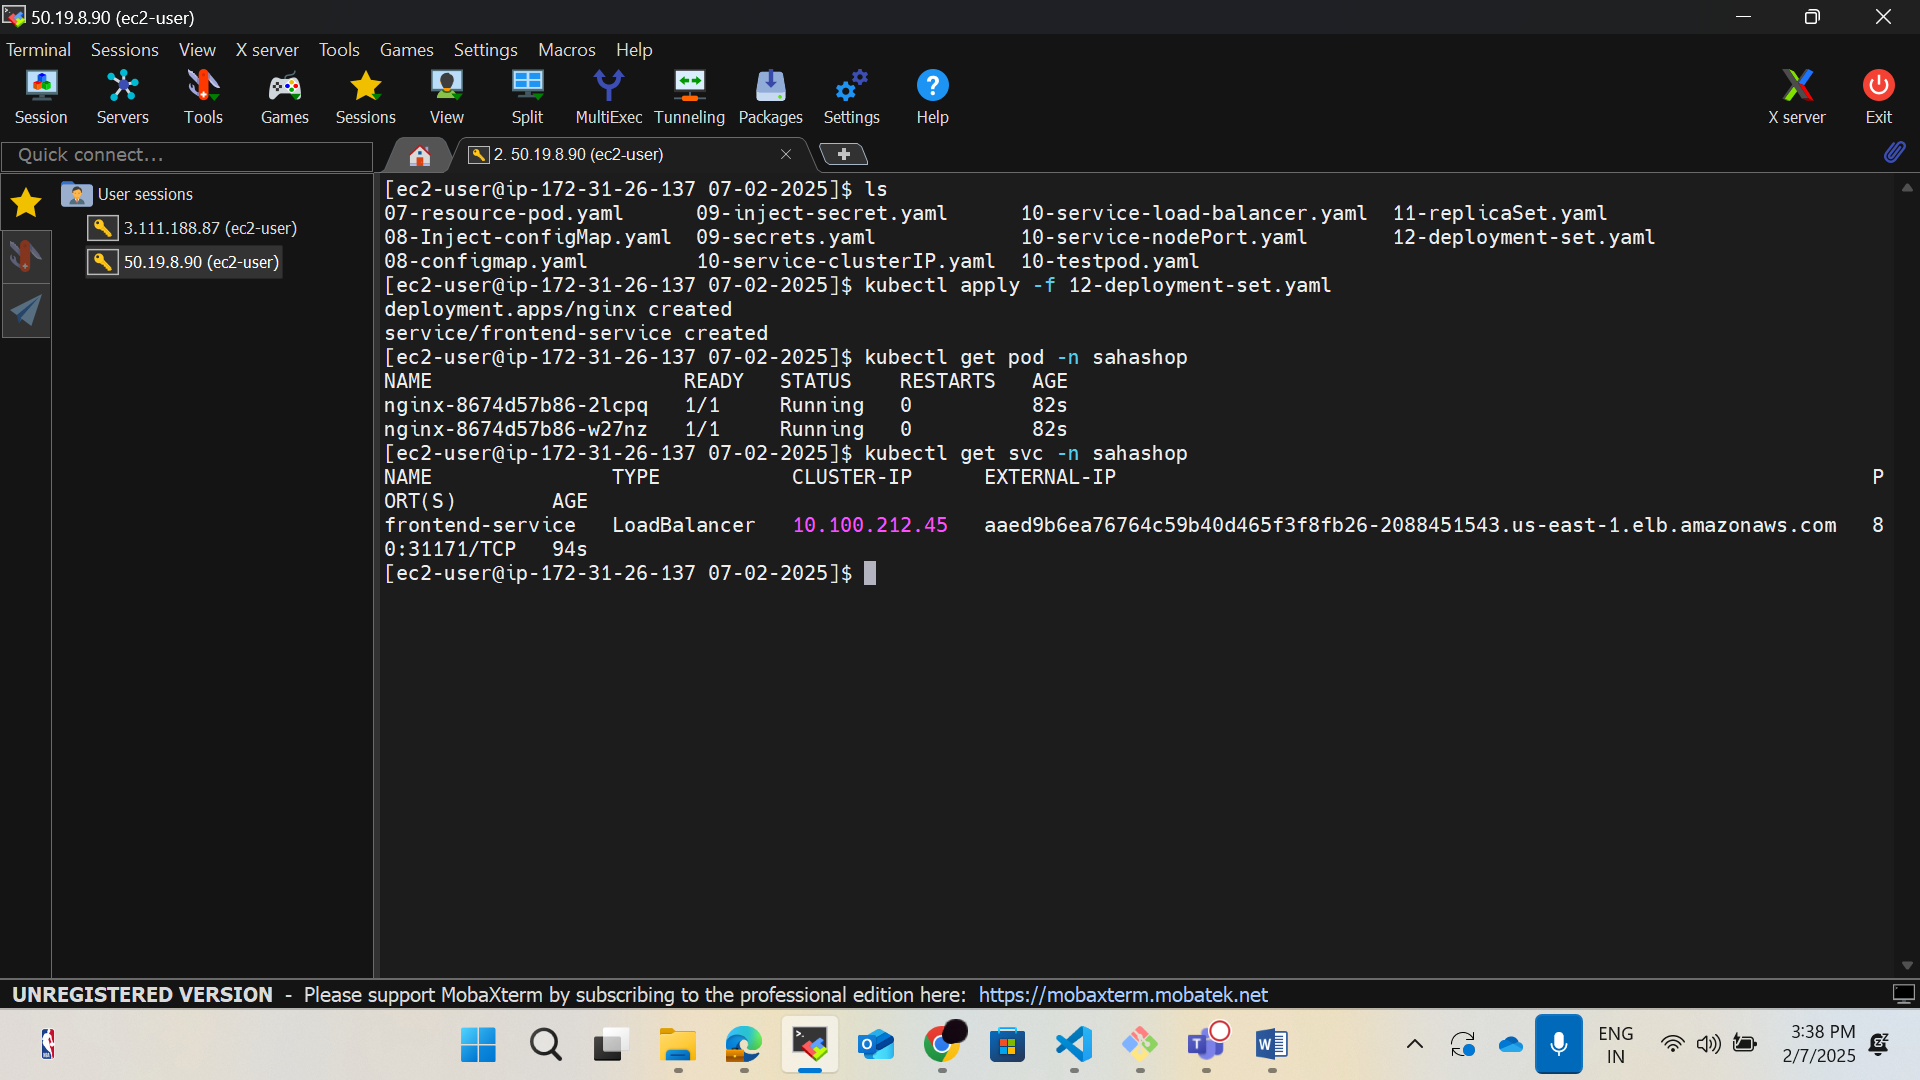 50.19.8.90 (ec2-user)
Terminal Sessions View X server Tools Games Settings Macros Help
Session Servers Tools Games Sessions View Split MultiExec Tunneling Packages Settings Help X server Exit
Quick connect...
2. 50.19.8.90 (ec2-user)
User sessions
3.111.188.87 (ec2-user)
50.19.8.90 (ec2-user)
[ec2-user@ip-172-31-26-137 07-02-2025]$ ls
07-resource-pod.yaml 09-inject-secret.yaml 10-service-load-balancer.yaml 11-replicaSet.yaml
08-Inject-configMap.yaml 09-secrets.yaml 10-service-nodePort.yaml 12-deployment-set.yaml
08-configmap.yaml 10-service-clusterIP.yaml 10-testpod.yaml
[ec2-user@ip-172-31-26-137 07-02-2025]$ kubectl apply -f 12-deployment-set.yaml
deployment.apps/nginx created
service/frontend-service created
[ec2-user@ip-172-31-26-137 07-02-2025]$ kubectl get pod -n sahashop
NAME READY STATUS RESTARTS AGE
nginx-8674d57b86-2lcpq 1/1 Running 0 82s
nginx-8674d57b86-w27nz 1/1 Running 0 82s
[ec2-user@ip-172-31-26-137 07-02-2025]$ kubectl get svc -n sahashop
NAME TYPE CLUSTER-IP EXTERNAL-IP P
ORT(S) AGE
frontend-service LoadBalancer 10.100.212.45 aaed9b6ea76764c59b40d465f3f8fb26-2088451543.us-east-1.elb.amazonaws.com 8
0:31171/TCP 94s
[ec2-user@ip-172-31-26-137 07-02-2025]$
UNREGISTERED VERSION - Please support MobaXterm by subscribing to the professional edition here: https://mobaxterm.mobatek.net
ENG
IN
3:38 PM
2/7/2025